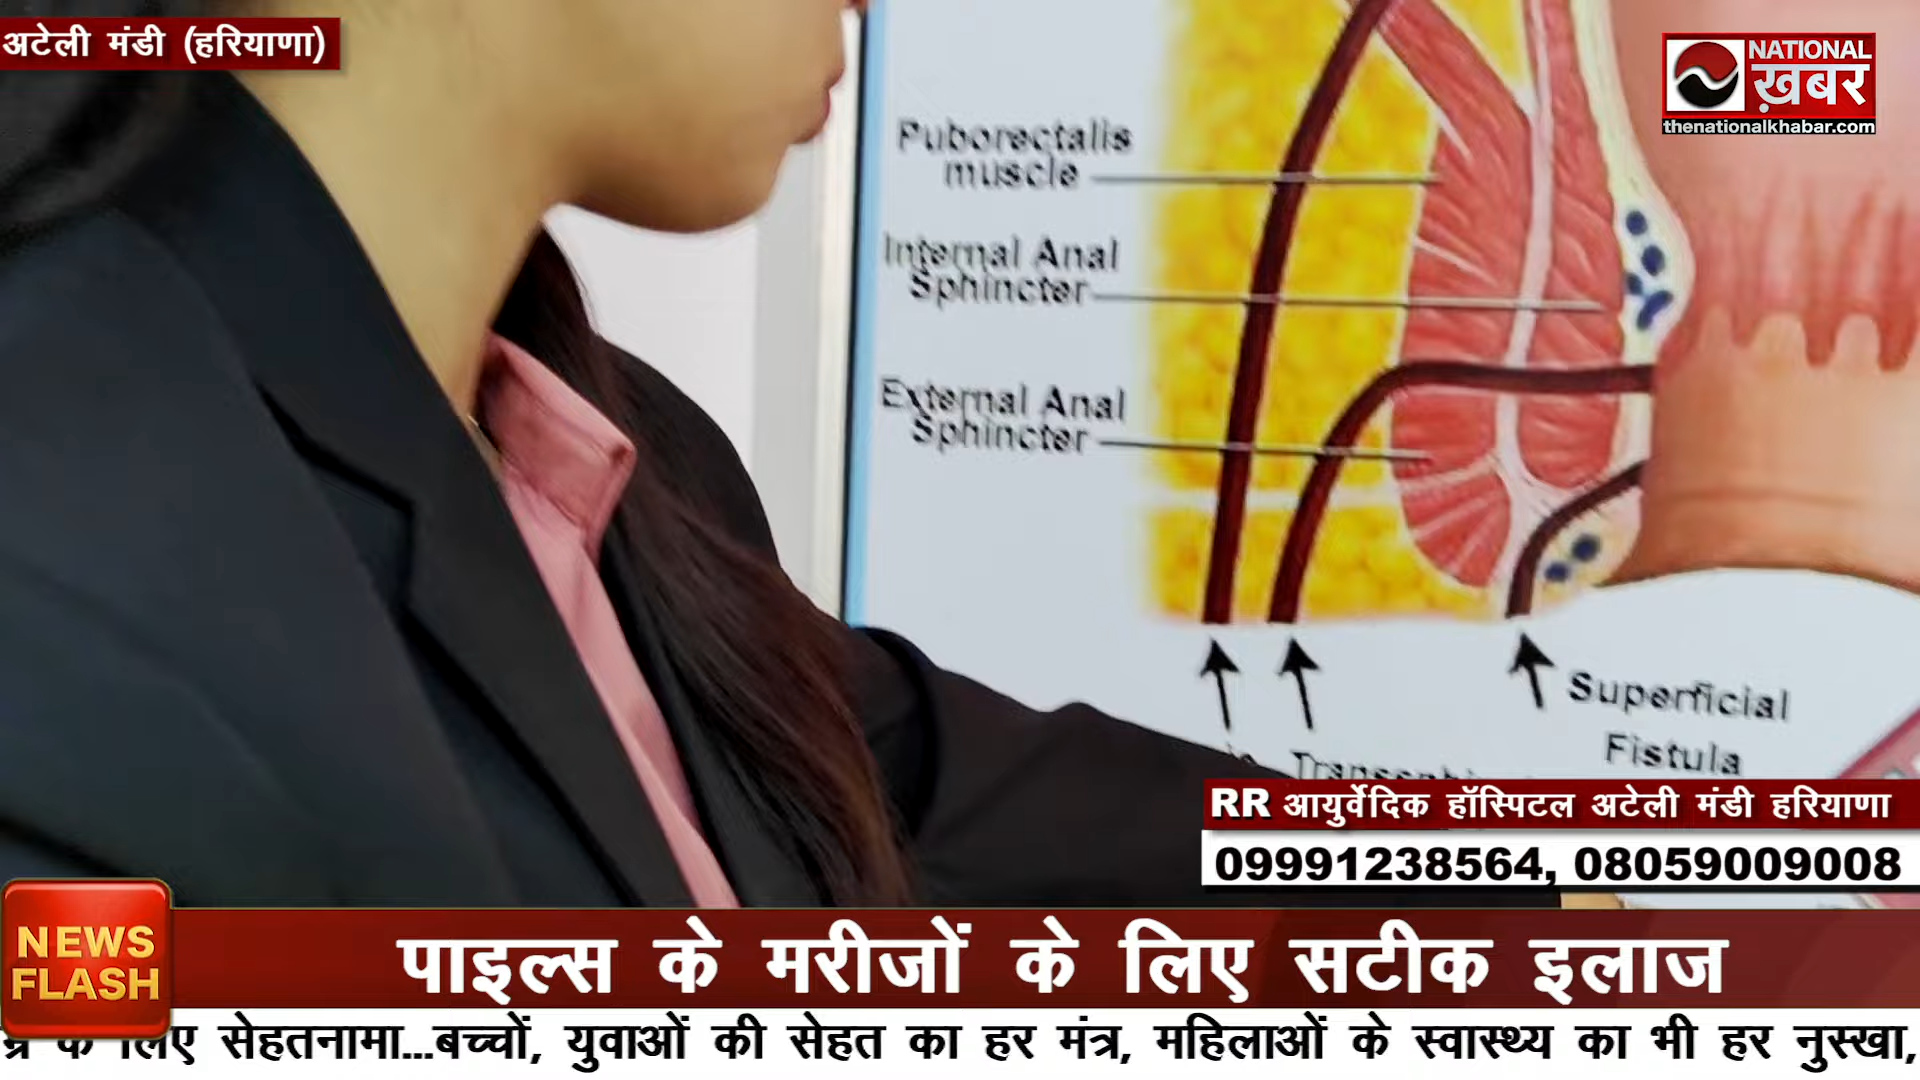 अटेली मंडी (हरियाणा)
NATIONAL
ख़बर
thenationalkhabar.com
Puborectalis
muscle
Internal Anal
Sphincter
External Anal
Sphincter
Superficial
Fistula
RR आयुर्वेदिक हॉस्पिटल अटेली मंडी हरियाणा
09991238564, 08059009008
NEWS
FLASH
पाइल्स के मरीजों के लिए सटीक इलाज
के लिए सेहतनामा...बच्चों, युवाओं की सेहत का हर मंत्र, महिलाओं के स्वास्थ्य का भी हर नुस्खा,